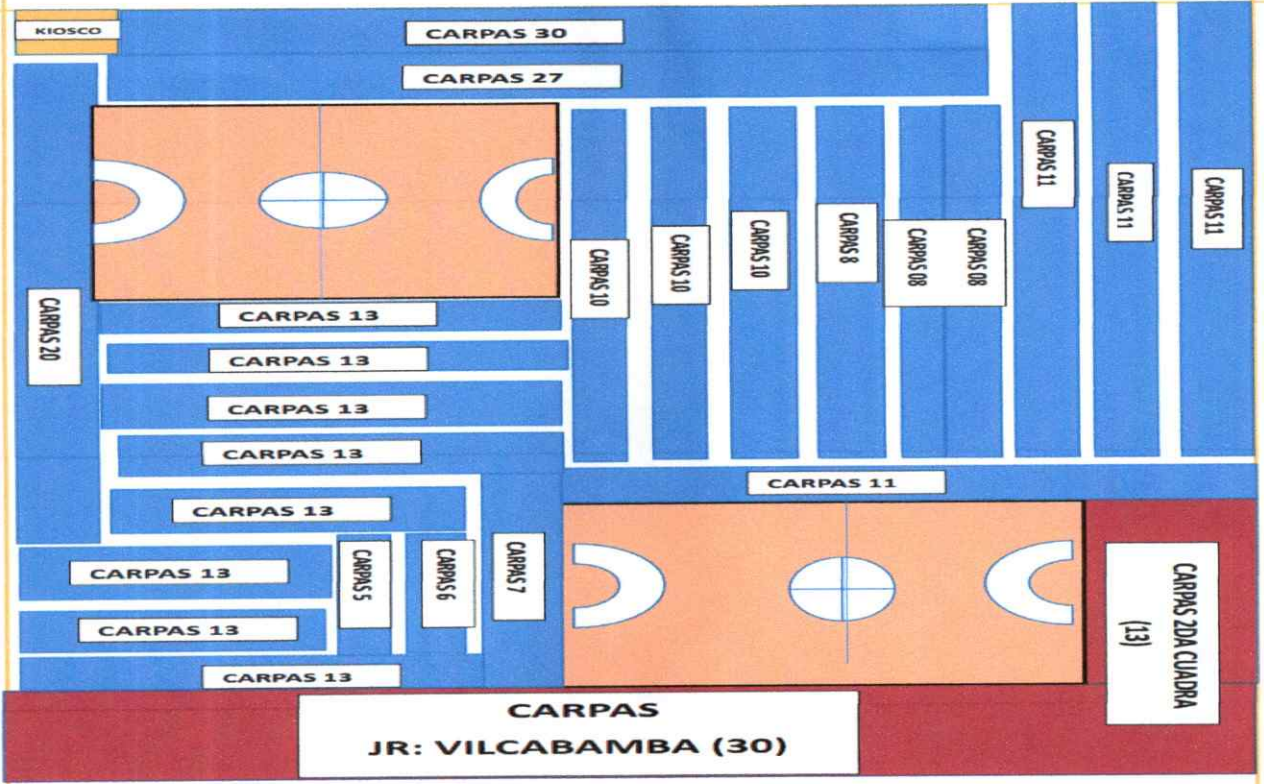 KIOSCO
CARPAS 30
CARPAS 27
CARPAS 11
CARPAS 11
CARPAS 11
CARPAS 10
CARPAS 10
CARPAS 10
CARPAS 8
CARPAS 08
CARPAS 08
CARPAS 20
CARPAS 13
CARPAS 13
CARPAS 13
CARPAS 13
CARPAS 11
CARPAS 13
CARPAS 13
CARPAS 5
CARPAS 6
CARPAS 7
CARPAS 2DA CUADRA
(13)
CARPAS 13
CARPAS 13
CARPAS
JR: VILCABAMBA (30)